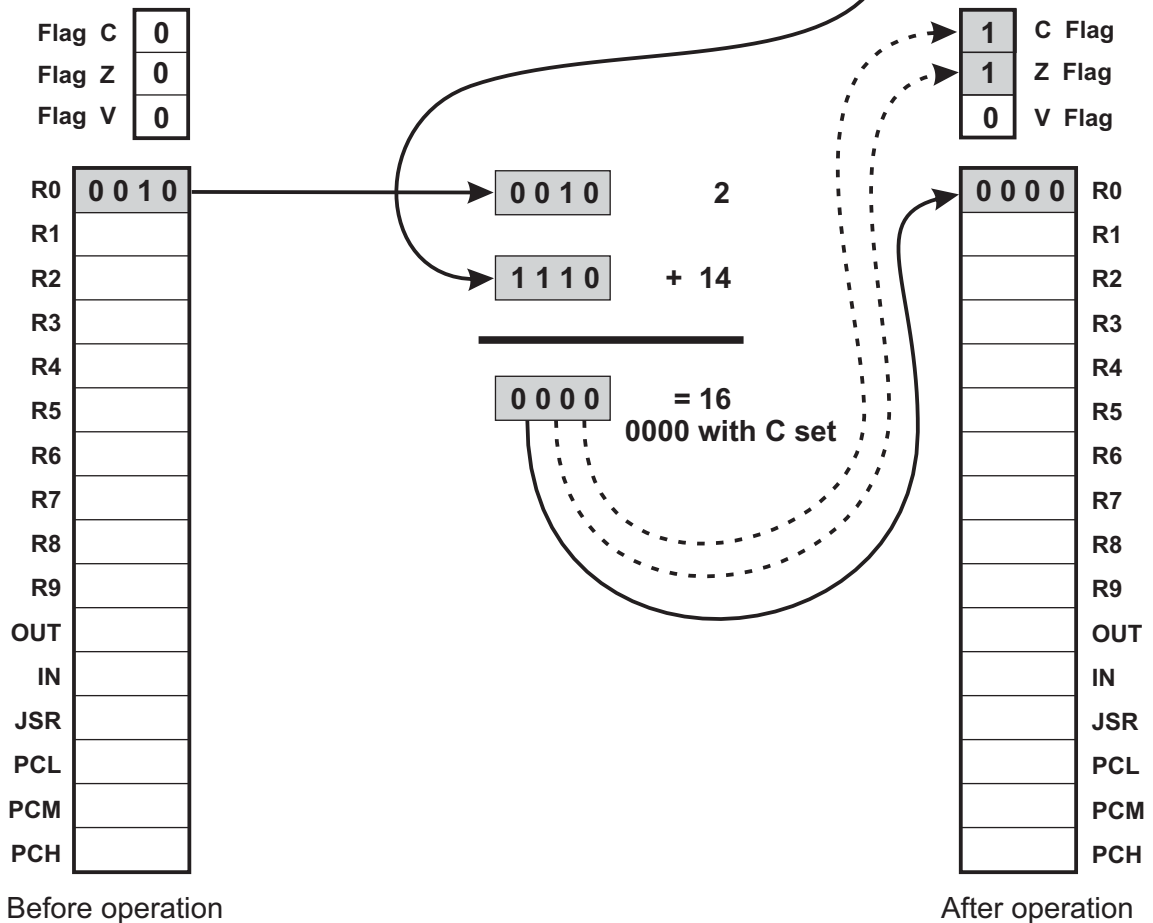 Flag C 0
Flag Z 0
Flag V 0
1 C Flag
1 Z Flag
0 V Flag
R0 0 0 1 0
R1
R2
R3
R4
R5
R6
R7
R8
R9
OUT
IN
JSR
PCL
PCM
PCH
Before operation
0 0 1 0 2
1 1 1 0 + 14
0 0 0 0 = 16
0000 with C set
0 0 0 0 R0
R1
R2
R3
R4
R5
R6
R7
R8
R9
OUT
IN
JSR
PCL
PCM
PCH
After operation